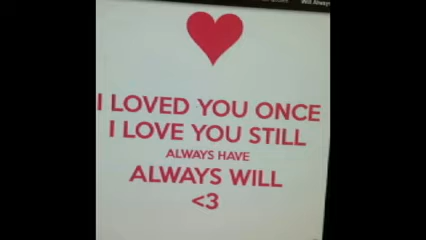 I LOVED YOU ONCE
I LOVE YOU STILL
ALWAYS HAVE
ALWAYS WILL
<3